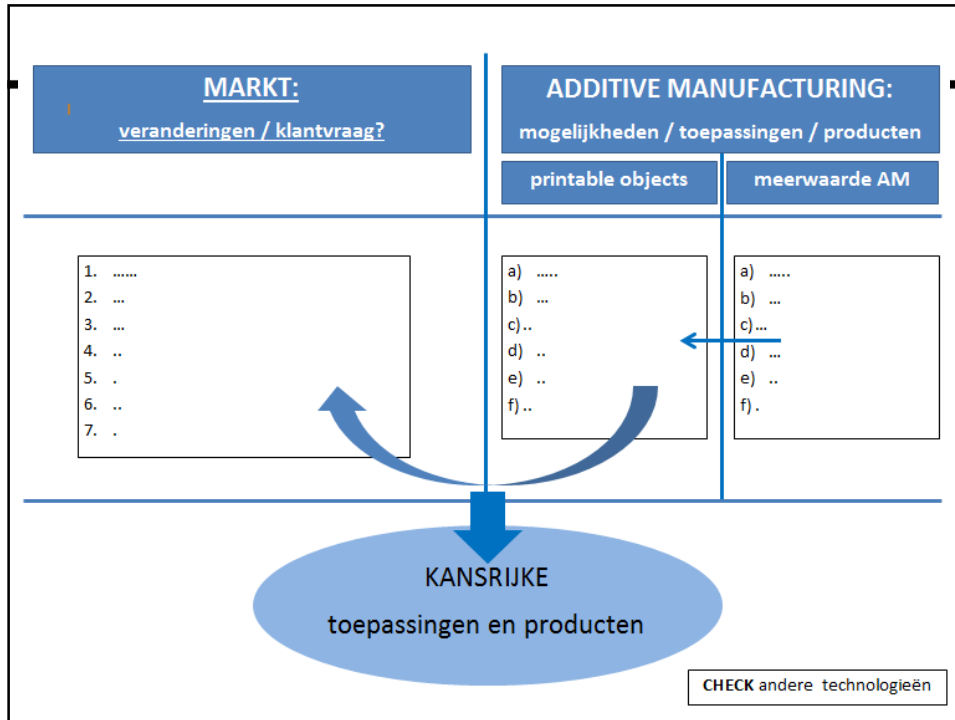 MARKT:
veranderingen / klantvraag?
ADDITIVE MANUFACTURING:
mogelijkheden / toepassingen / producten
printable objects
meerwaarde AM
1. ......
2. ...
3. ...
4. ..
5. .
6. ..
7. .
a) .....
b) ...
c) ..
d) ..
e) ..
f) ..
a) .....
b) ...
c) ...
d) ...
e) ..
f) .
KANSRIJKE
toepassingen en producten
CHECK andere technologieën